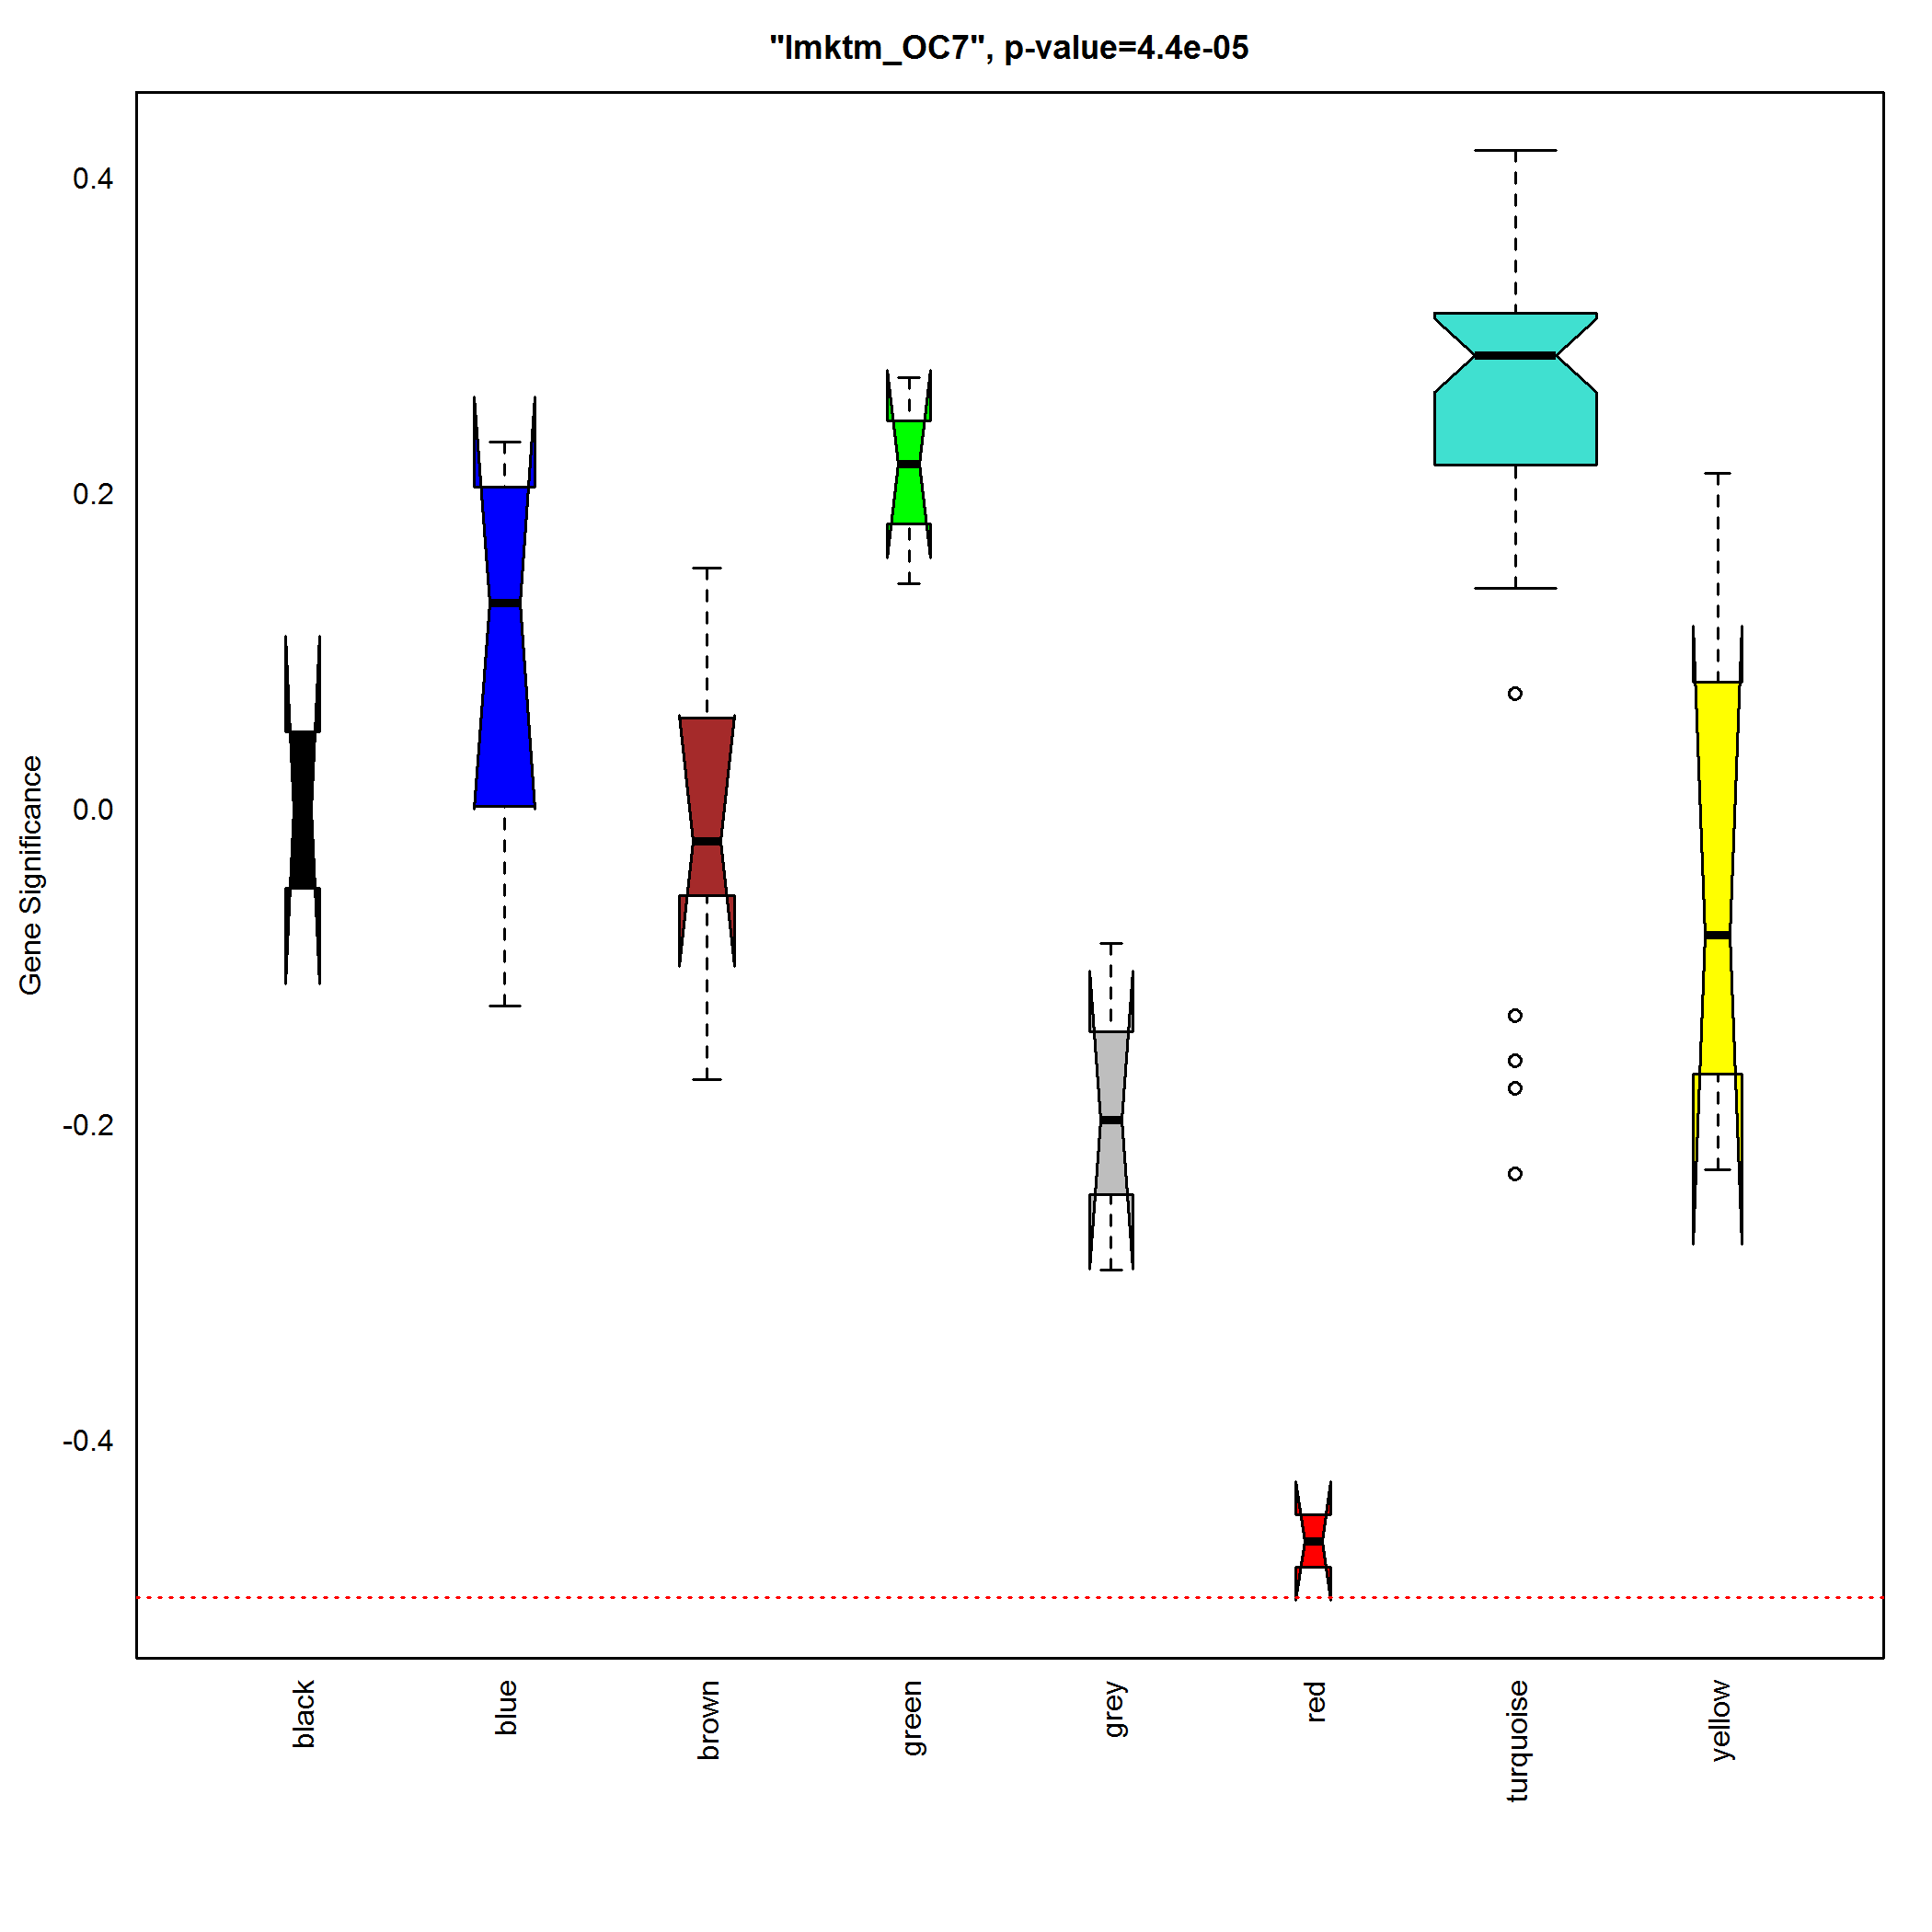 "lmktm_OC7", p-value=4.4e-05
Gene Significance
0.4
0.2
0.0
-0.2
-0.4
black
blue
brown
green
grey
red
turquoise
yellow